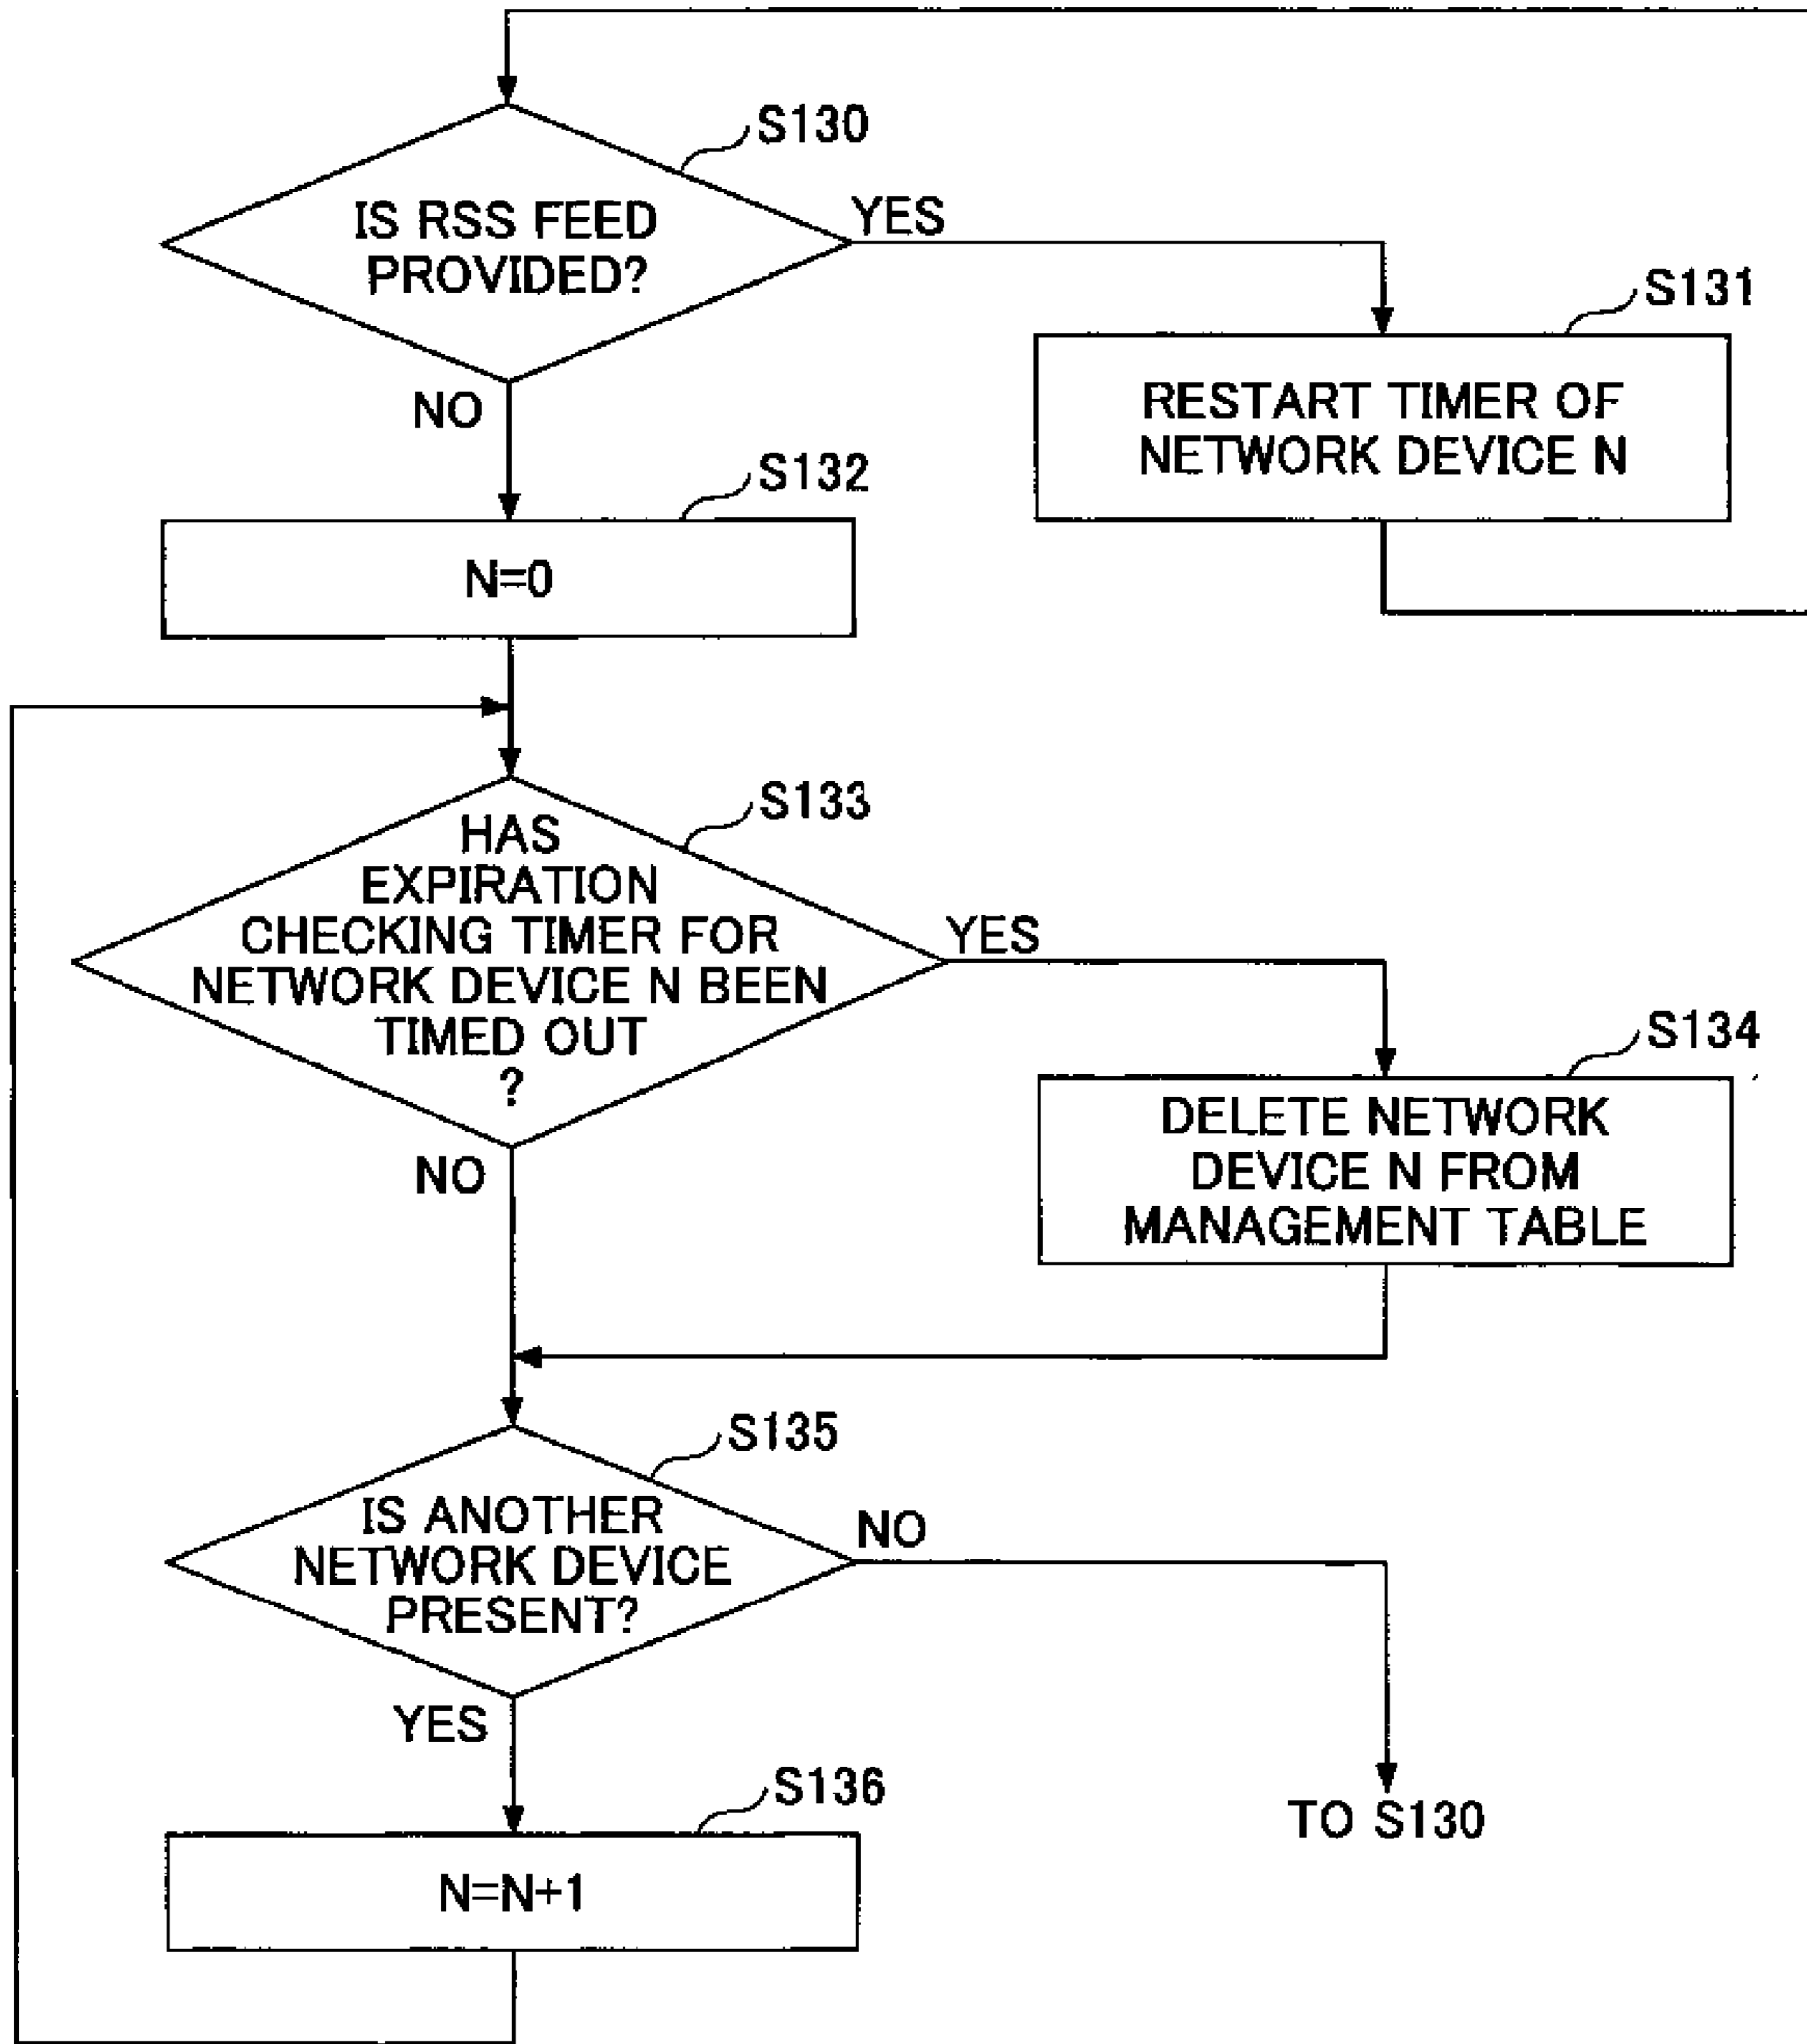 S130
IS RSS FEED
PROVIDED?
YES
NO
S131
RESTART TIMER OF
NETWORK DEVICE N
S132
N=0
S133
HAS
EXPIRATION
CHECKING TIMER FOR
NETWORK DEVICE N BEEN
TIMED OUT
?
YES
NO
S134
DELETE NETWORK
DEVICE N FROM
MANAGEMENT TABLE
S135
IS ANOTHER
NETWORK DEVICE
PRESENT?
NO
YES
TO S130
S136
N=N+1